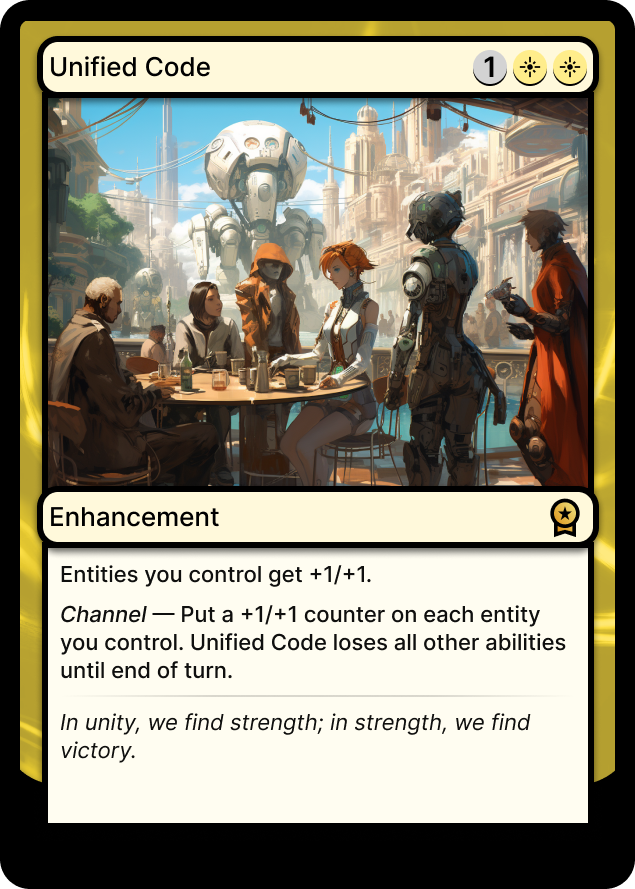 Unified Code
1
Enhancement
Entities you control get +1/+1.
Channel — Put a +1/+1 counter on each entity
you control. Unified Code loses all other abilities
until end of turn.
In unity, we find strength; in strength, we find
victory.